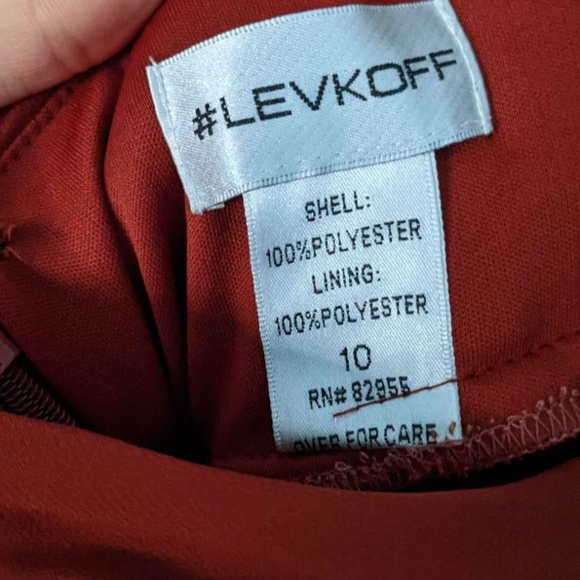 #LEVKOFF
SHELL:
100%POLYESTER
LINING:
100%POLYESTER
10
RN# 82955
OVER FOR CARE